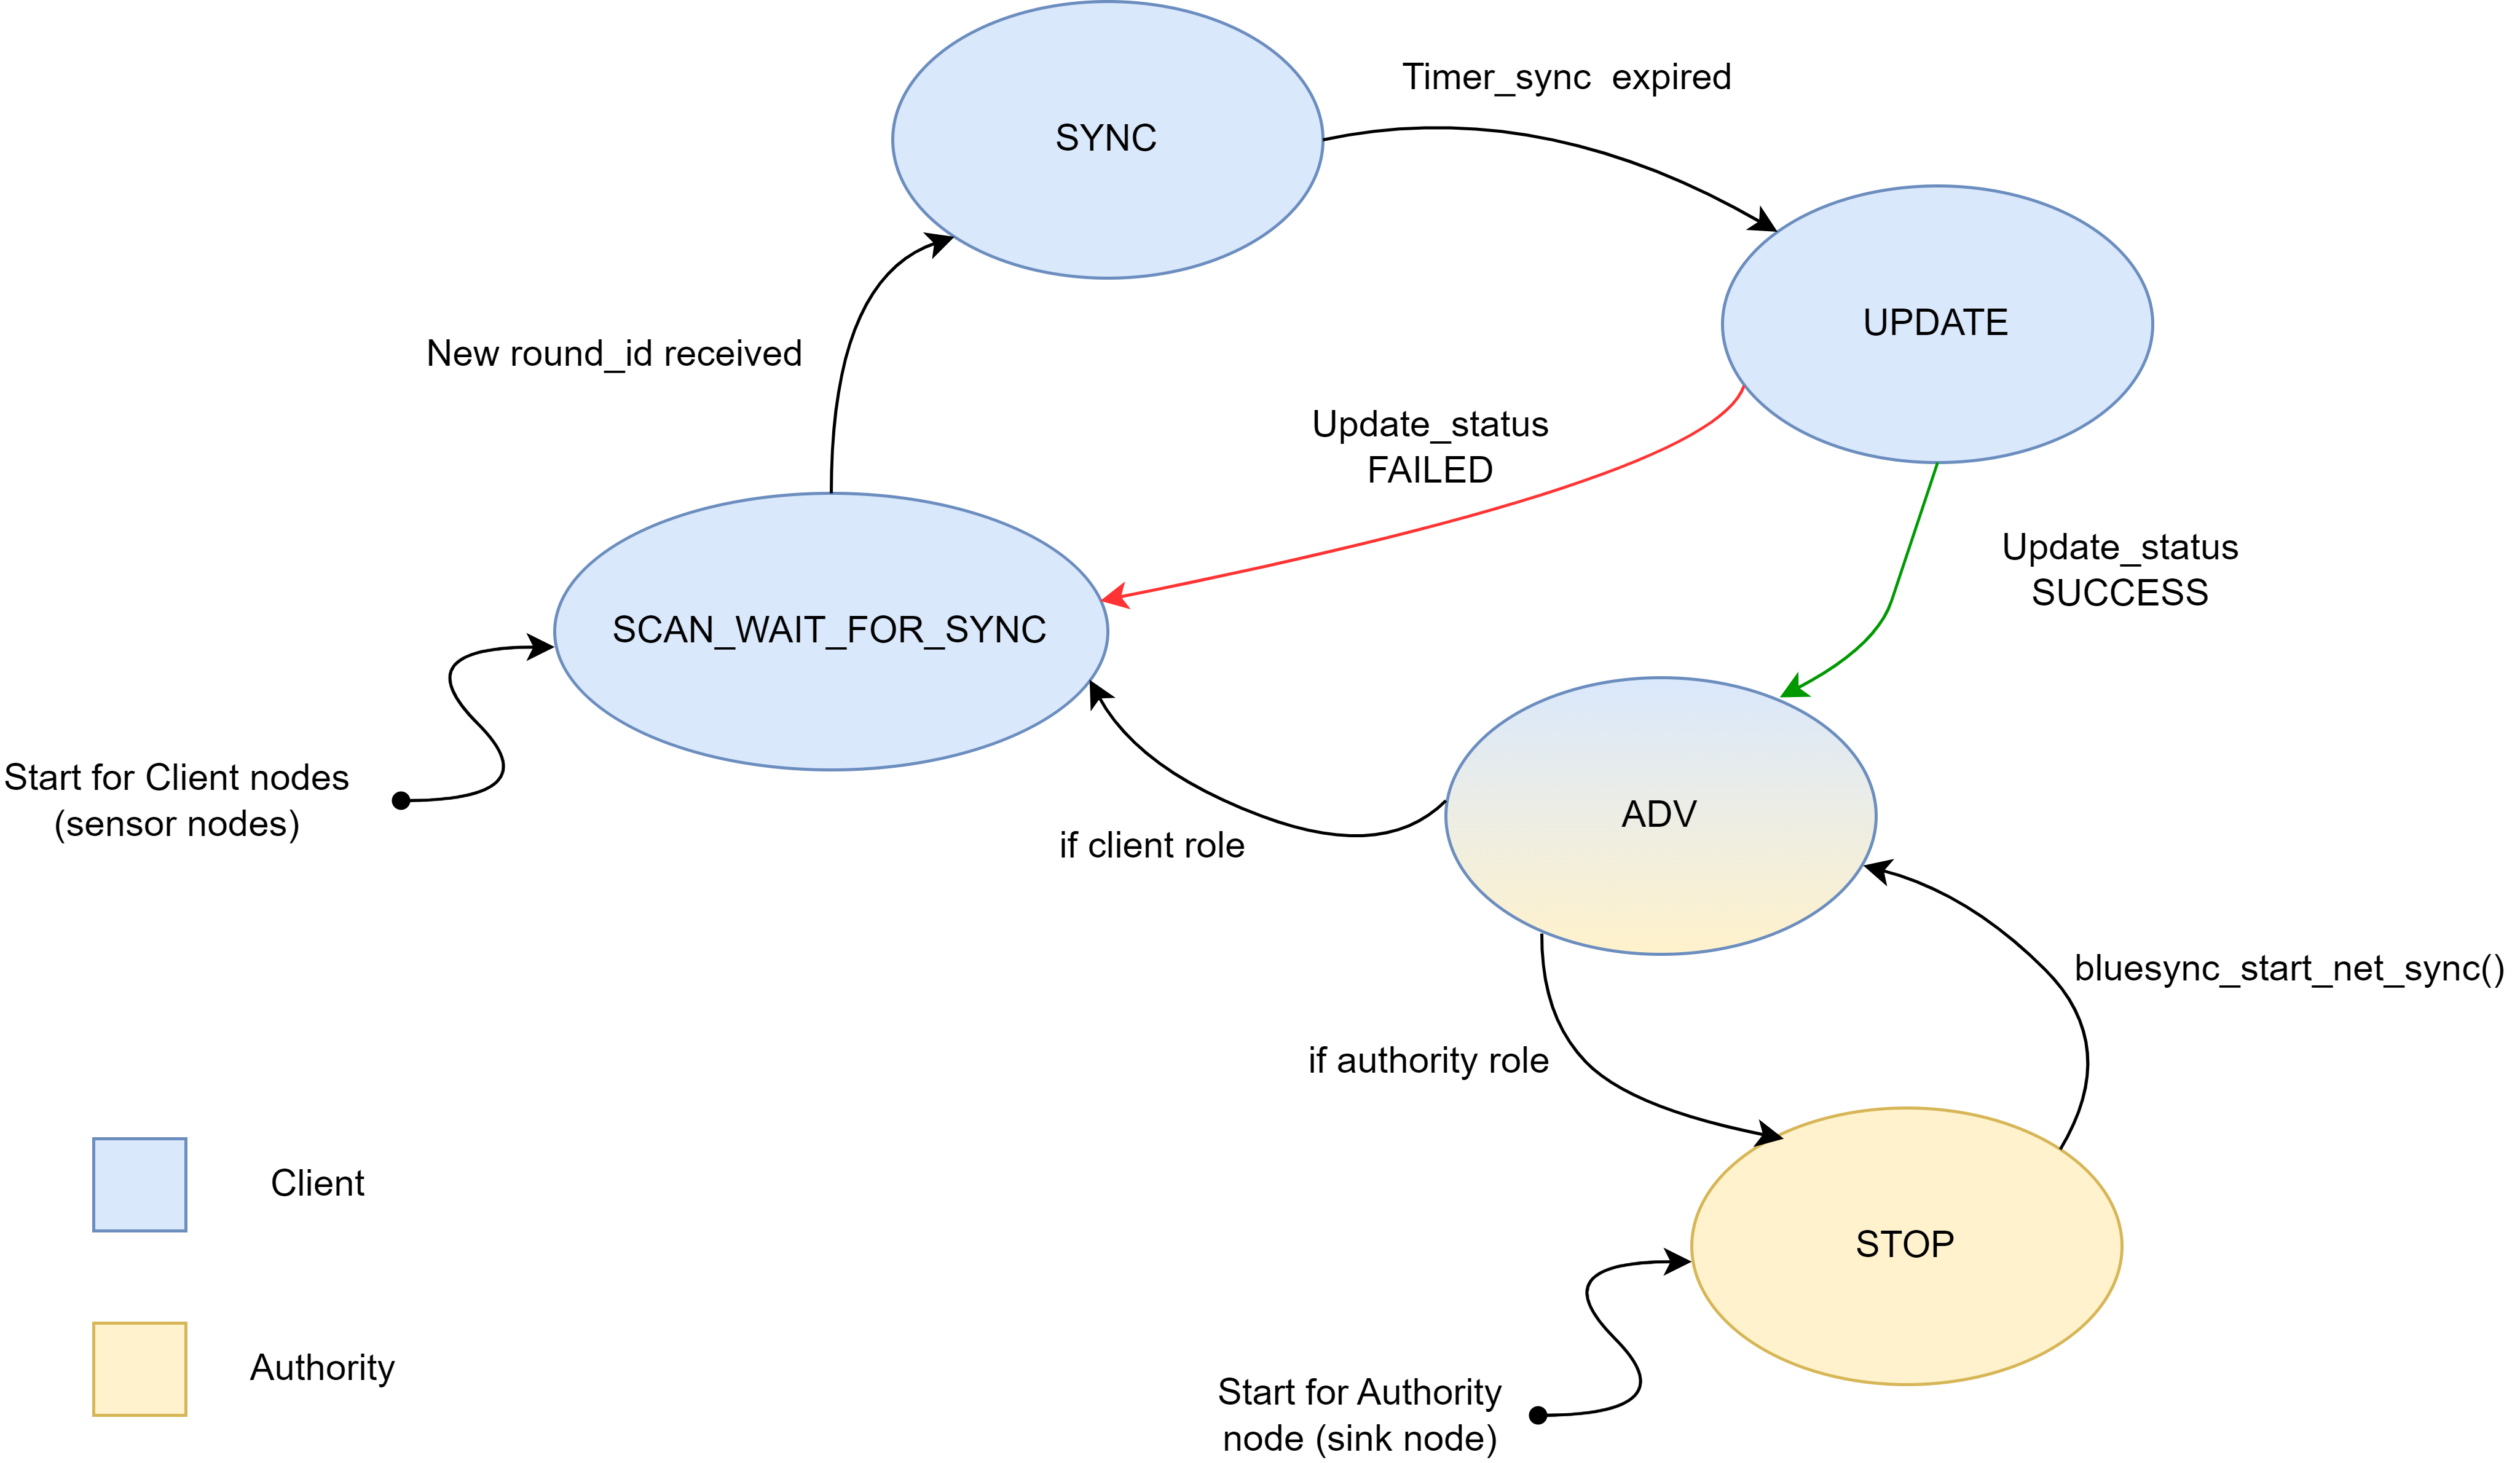 Timer_sync  expired
SYNC
UPDATE
New round_id received
Update_status
FAILED
Update_status
SUCCESS
SCAN_WAIT_FOR_SYNC
Start for Client nodes
(sensor nodes)
ADV
if client role
bluesync_start_net_sync()
if authority role
Client
STOP
Authority
Start for Authority
node (sink node)